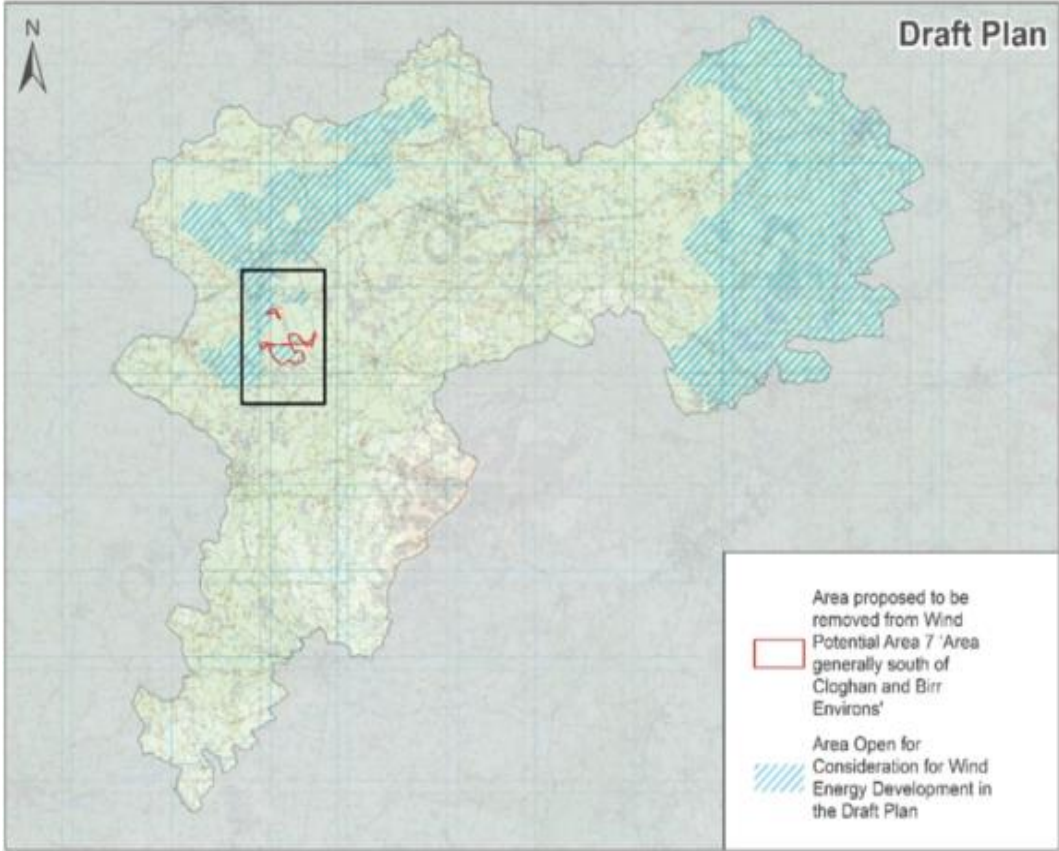 Draft Plan
N
Area proposed to be
removed from Wind
Potential Area 7 'Area
generally south of
Cloghan and Birr
Environs'
Area Open for
Consideration for Wind
Energy Development in
the Draft Plan